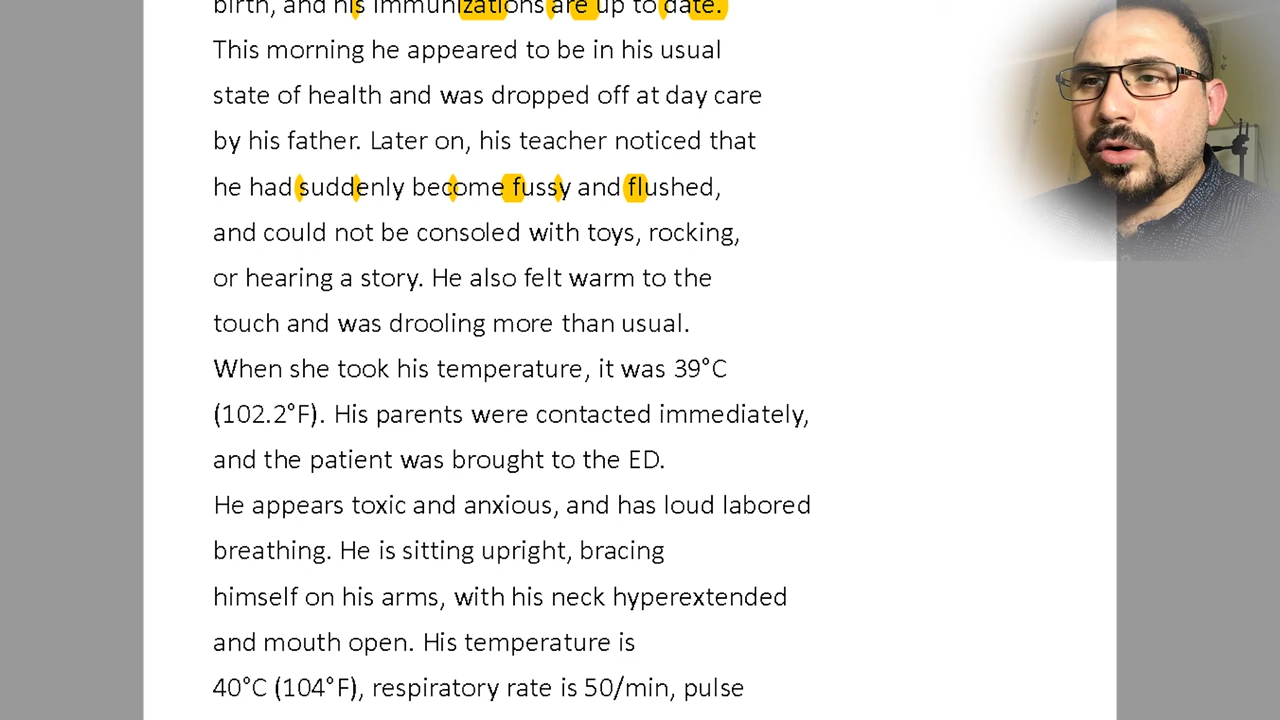 birth, and his immunizations are up to date.
This morning he appeared to be in his usual
state of health and was dropped off at day care
by his father. Later on, his teacher noticed that
he had suddenly become fussy and flushed,
and could not be consoled with toys, rocking,
or hearing a story. He also felt warm to the
touch and was drooling more than usual.
When she took his temperature, it was 39°C
(102.2°F). His parents were contacted immediately,
and the patient was brought to the ED.
He appears toxic and anxious, and has loud labored
breathing. He is sitting upright, bracing
himself on his arms, with his neck hyperextended
and mouth open. His temperature is
40°C (104°F), respiratory rate is 50/min, pulse